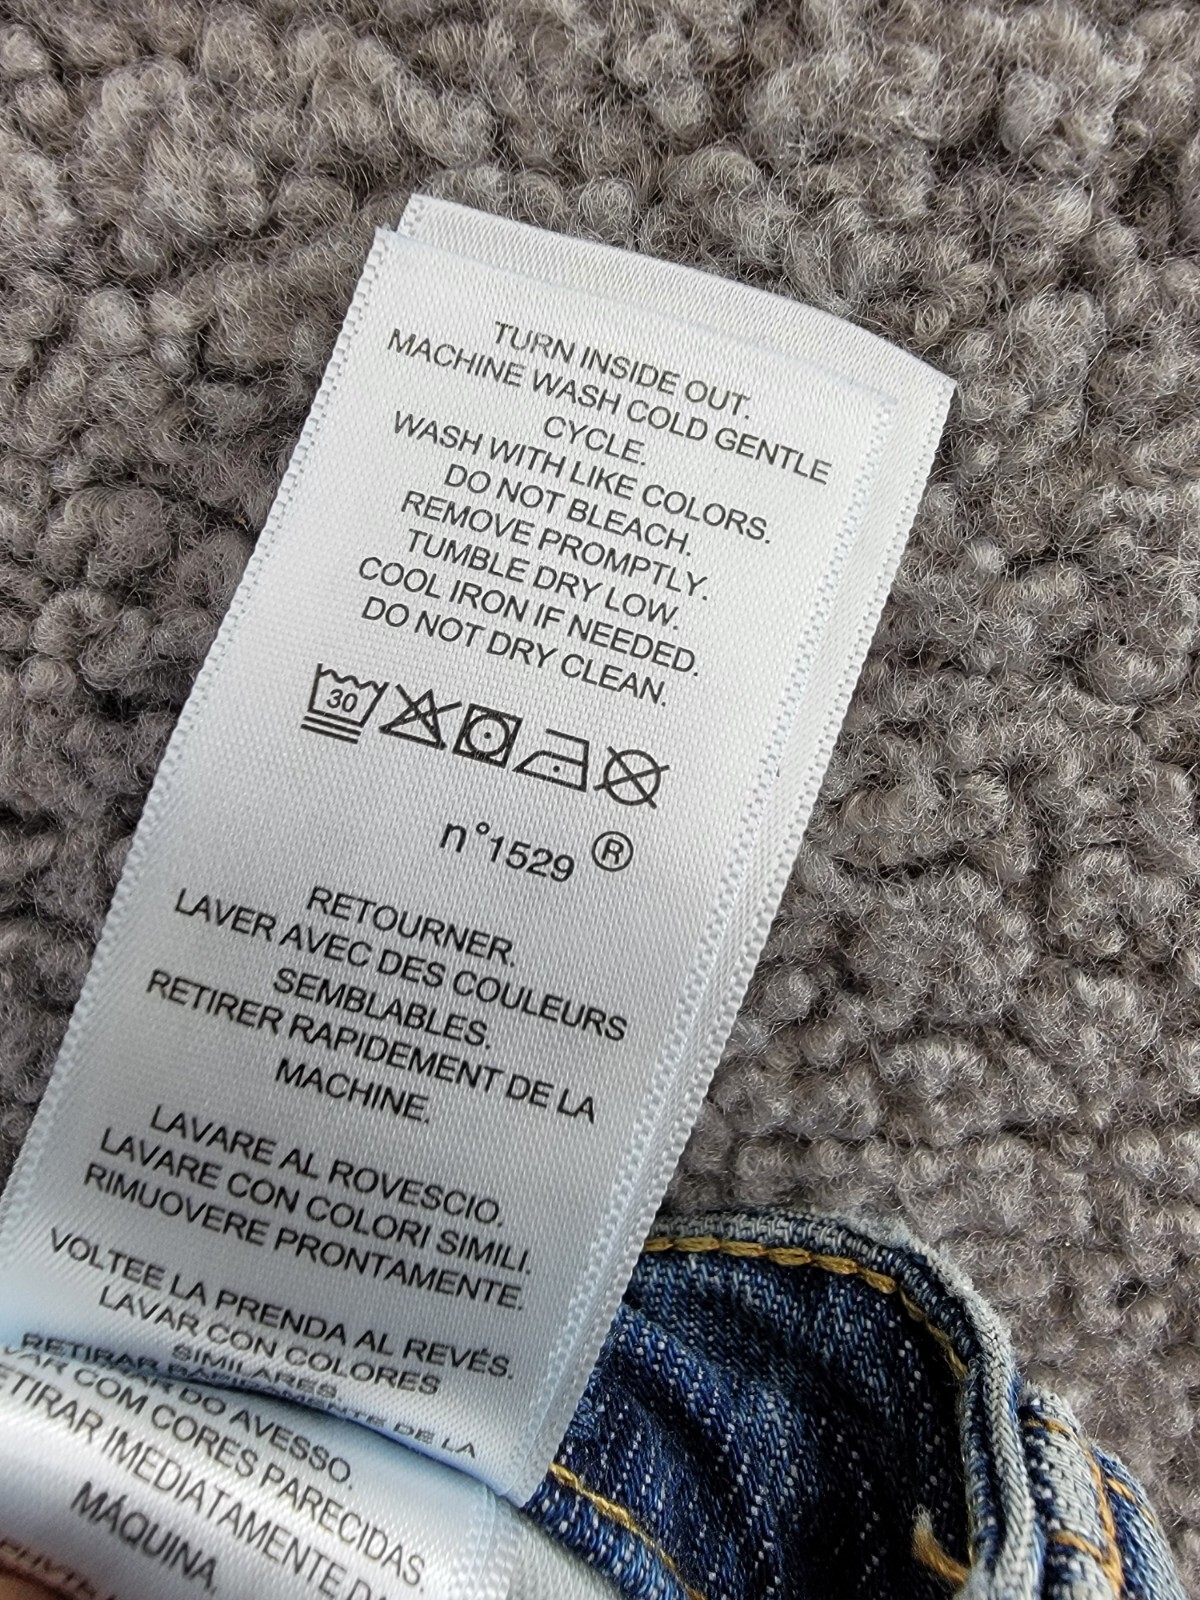 TURN INSIDE OUT.
MACHINE WASH COLD GENTLE
CYCLE.
WASH WITH LIKE COLORS.
DO NOT BLEACH.
REMOVE PROMPTLY.
TUMBLE DRY LOW.
COOL IRON IF NEEDED.
DO NOT DRY CLEAN.
30
n°1529 ®
RETOURNER.
LAVER AVEC DES COULEURS
SEMBLABLES.
RETIRER RAPIDEMENT DE LA
MACHINE.
LAVARE AL ROVESCIO.
LAVARE CON COLORI SIMILI.
RIMUOVERE PRONTAMENTE.
VOLTEE LA PRENDA AL REVÉS.
LAVAR CON COLORES
SIMILARES.
RETIRAR RAPIDAMENTE DE LA
DO AVESSO.
COM CORES PARECIDAS.
IMEDIATAMENTE DA
MÁQUINA.